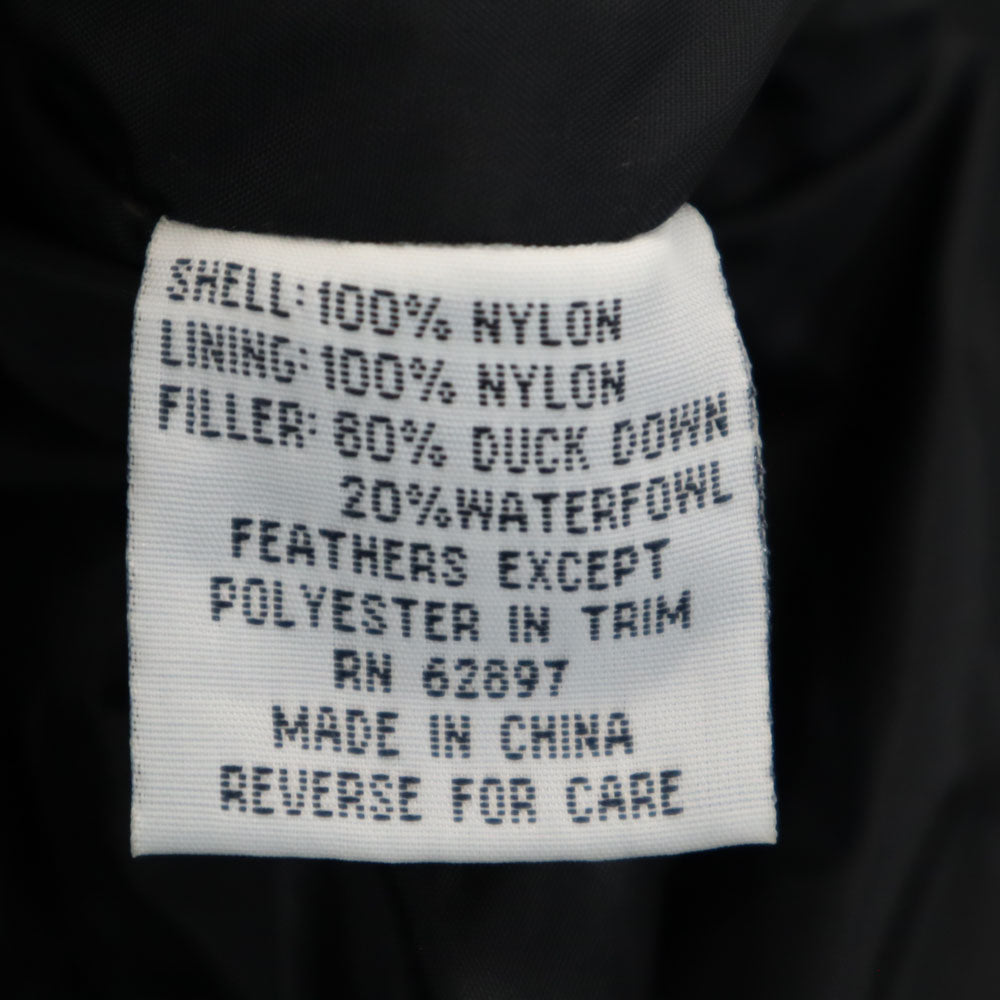 SHELL: 100% NYLON
LINING: 100% NYLON
FILLER: 80% DUCK DOWN
20% WATERFOWL
FEATHERS EXCEPT
POLYESTER IN TRIM
RN 62897
MADE IN CHINA
REVERSE FOR CARE